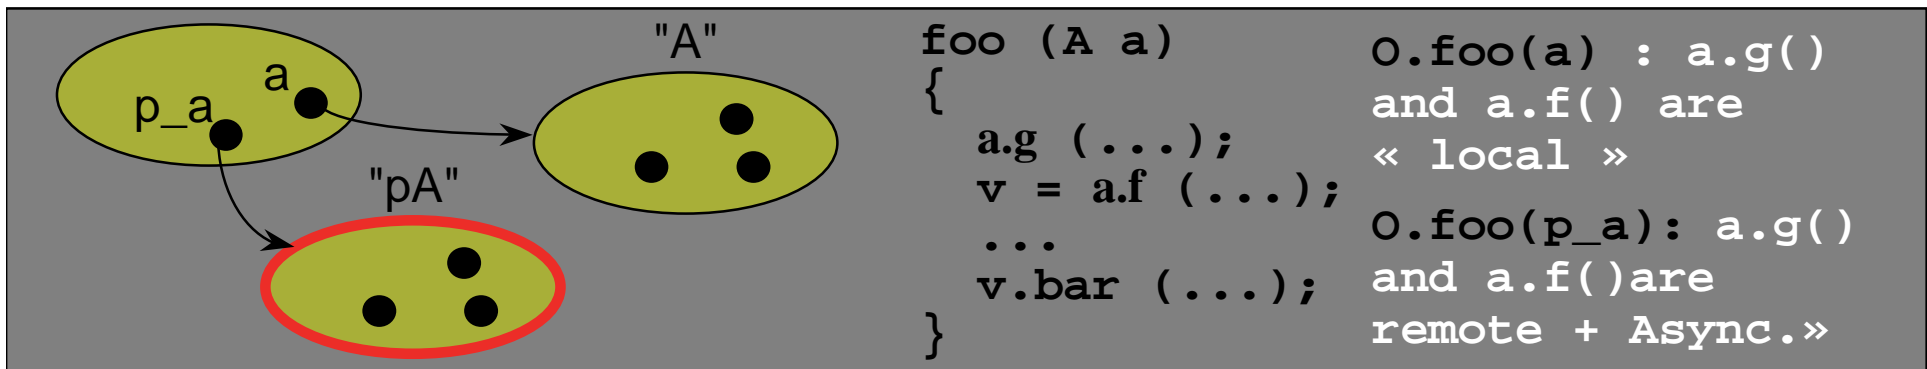 "A"
a
p_a
"pA"
foo (A a)
{
a.g (...);
v = a.f (...);
...
v.bar (...);
}
O.foo(a) : a.g()
and a.f() are
« local »
O.foo(p_a): a.g()
and a.f()are
remote + Async.»